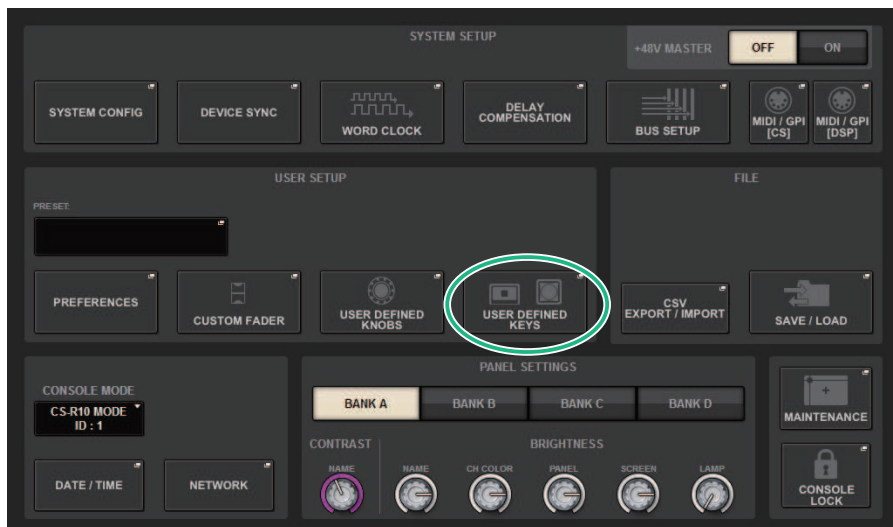 SYSTEM SETUP
+48V MASTER
OFF
ON
SYSTEM CONFIG
DEVICE SYNC
WORD CLOCK
DELAY
COMPENSATION
BUS SETUP
MIDI / GPI
[CS]
MIDI / GPI
[DSP]
USER SETUP
PRESET
PREFERENCES
CUSTOM FADER
USER DEFINED
KNOBS
USER DEFINED
KEYS
FILE
CSV
EXPORT / IMPORT
SAVE / LOAD
CONSOLE MODE
CS-R10 MODE
ID : 1
DATE / TIME
NETWORK
PANEL SETTINGS
BANK A
BANK B
BANK C
BANK D
CONTRAST
BRIGHTNESS
NAME
NAME
CH COLOR
PANEL
SCREEN
LAMP
MAINTENANCE
CONSOLE
LOCK